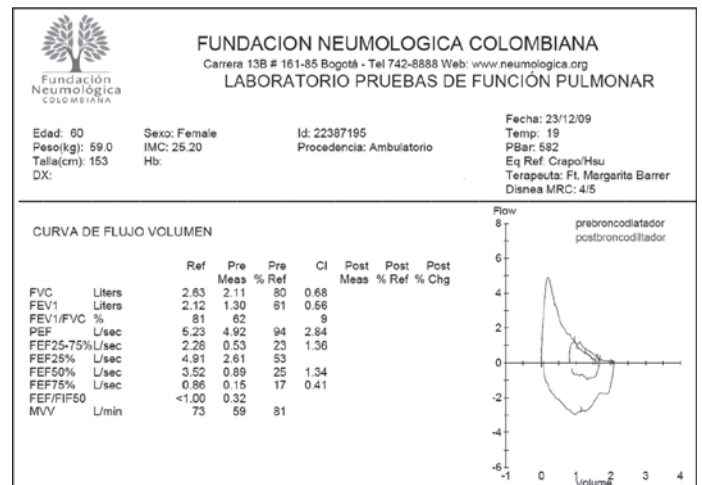 FUNDACION NEUMOLOGICA COLOMBIANA
Carrera 13B # 161-85 Bogotá - Tel 742-8888 Web: www.neumologica.org
LABORATORIO PRUEBAS DE FUNCIÓN PULMONAR
Fundación
Neumológica
COLOMBIANA
Edad: 60 Sexo: Female Id: 22387195 Fecha: 23/12/09
Peso(kg): 59.0 IMC: 25.20 Procedencia: Ambulatorio Temp: 19
Talla(cm): 153 Hb: PBar: 582
DX: Eq Ref: Crapo/Hsu
Terapeuta: Ft. Margarita Barrer
Disnea MRC: 4/5
CURVA DE FLUJO VOLUMEN
Ref Pre Pre CI Post Post Post
Meas % Ref Meas % Ref % Chg
FVC Liters 2.63 2.11 80 0.68
FEV1 Liters 2.12 1.30 61 0.56
FEV1/FVC % 81 62 9
PEF L/sec 5.23 4.92 94 2.84
FEF25-75%L/sec 2.28 0.53 23 1.36
FEF25% L/sec 4.91 2.61 53
FEF50% L/sec 3.52 0.89 25 1.34
FEF75% L/sec 0.86 0.15 17 0.41
FEF/FIF50 <1.00 0.32
MVV L/min 73 59 81
Flow
prebroncodlatador
postbroncodiltador
8
6
4
2
0
-2
-4
-6
-1 0 1 2 3 4
Volume